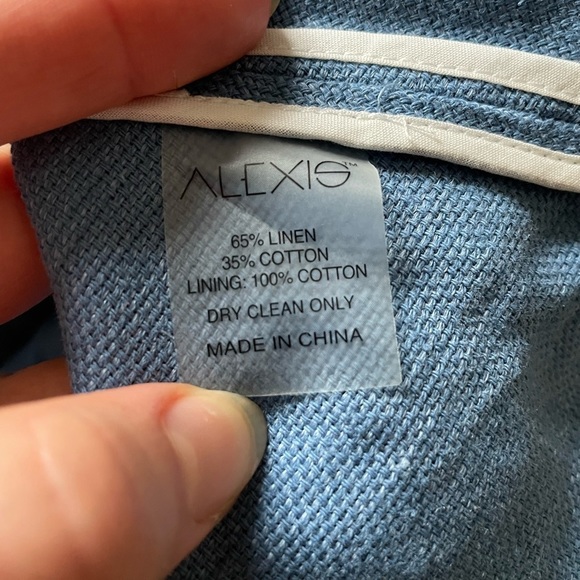 ALEXIS™
65% LINEN
35% COTTON
LINING: 100% COTTON
DRY CLEAN ONLY
MADE IN CHINA